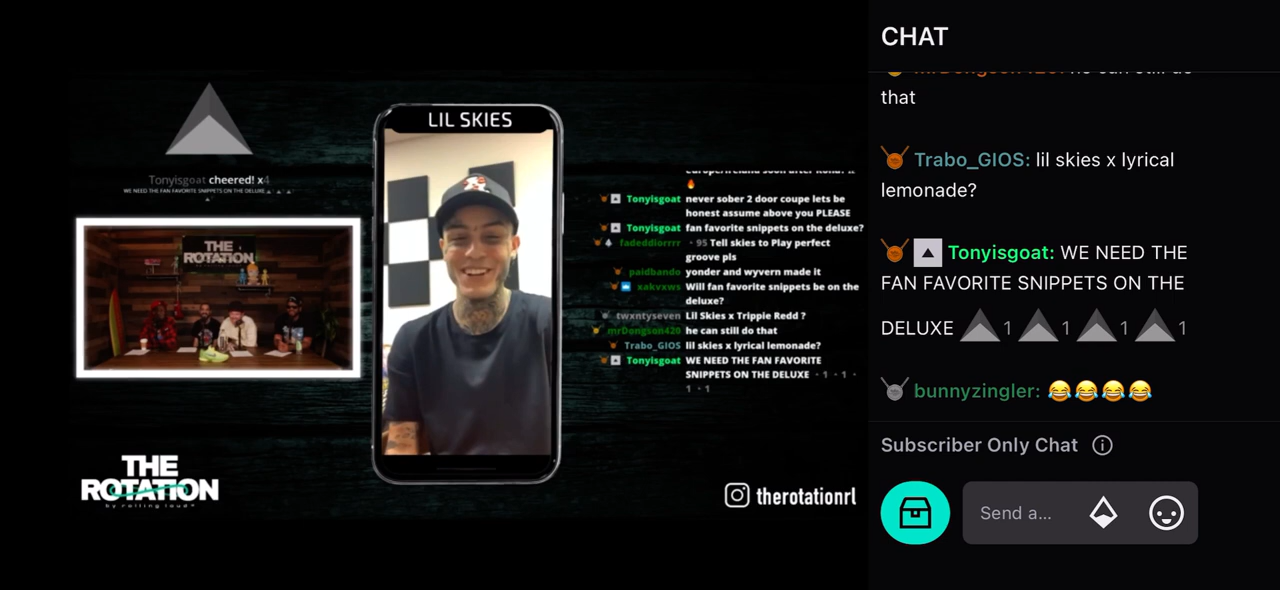 Tonyisgoat cheered! x4
WE NEED THE FAN FAVORITE SNIPPETS ON THE DELUXE
THE
ROTATION
THE
ROTATION
by rolling loud
LIL SKIES
Tonyisgoat never sober 2 door coupe lets be
honest assume above you PLEASE
Tonyisgoat fan favorite snippets on the deluxe?
fadeddiorrrr · 95 Tell skies to Play perfect
groove pls
paidbando yonder and wyvern made it
xakvxws Will fan favorite snippets be on the
deluxe?
twxntyseven Lil Skies x Trippie Redd ?
mrDongson420 he can still do that
Trabo_GIOS lil skies x lyrical lemonade?
Tonyisgoat WE NEED THE FAN FAVORITE
SNIPPETS ON THE DELUXE · 1 · 1 ·
1 · 1
therotationrl
CHAT
that
Trabo_GIOS: lil skies x lyrical
lemonade?
Tonyisgoat: WE NEED THE
FAN FAVORITE SNIPPETS ON THE
DELUXE 1 1 1 1
bunnyzingler: 😂😂😂😂
Subscriber Only Chat
Send a...